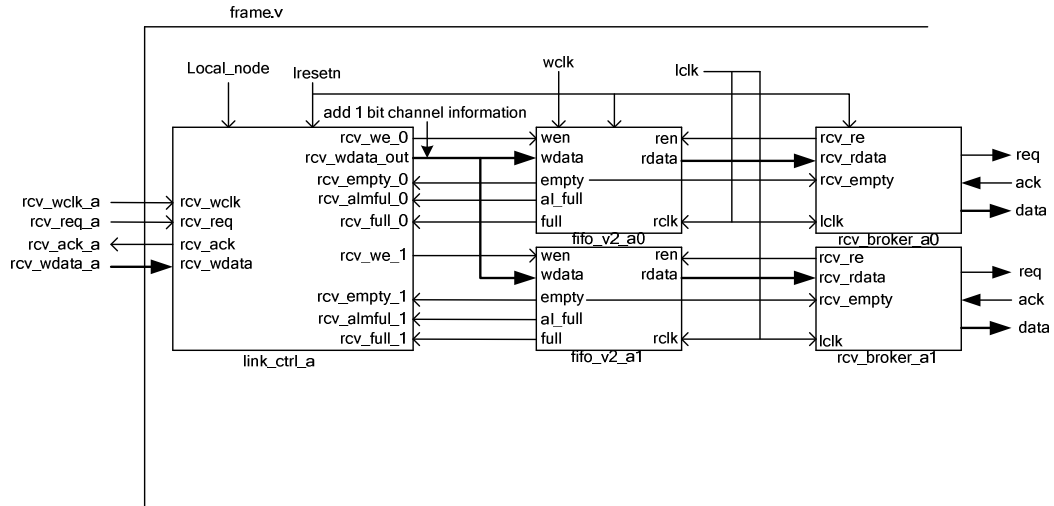 frame.v
Local_node
lresetn
wclk
lclk
add 1 bit channel information
rcv_wclk_a
rcv_req_a
rcv_ack_a
rcv_wdata_a
rcv_wclk
rcv_req
rcv_ack
rcv_wdata
rcv_we_0
rcv_wdata_out
rcv_empty_0
rcv_almful_0
rcv_full_0
rcv_we_1
rcv_empty_1
rcv_almful_1
rcv_full_1
link_ctrl_a
wen
wdata
empty
al_full
full
ren
rdata
rclk
fifo_v2_a0
wen
wdata
empty
al_full
full
ren
rdata
rclk
fifo_v2_a1
rcv_re
rcv_rdata
rcv_empty
lclk
rcv_broker_a0
req
ack
data
rcv_re
rcv_rdata
rcv_empty
lclk
rcv_broker_a1
req
ack
data